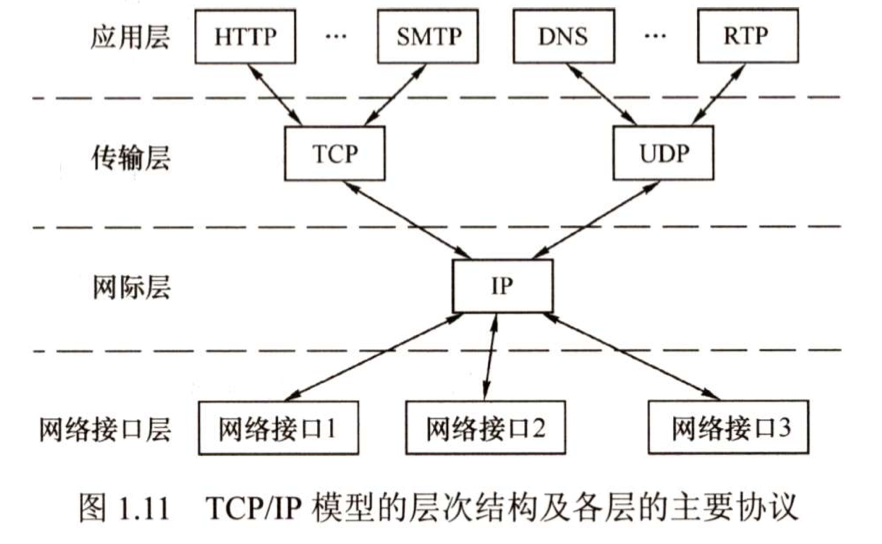 应用层 HTTP … SMTP DNS … RTP
传输层 TCP UDP
网际层 IP
网络接口层 网络接口1 网络接口2 网络接口3
图 1.11 TCP/IP 模型的层次结构及各层的主要协议